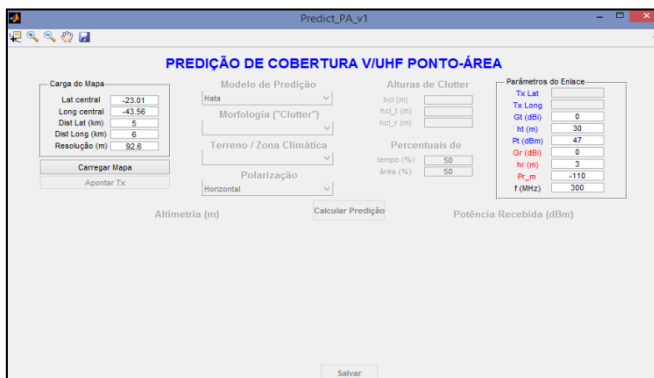 Predict_PA_v1
PREDIÇÃO DE COBERTURA V/UHF PONTO-ÁREA
Carga do Mapa
Lat central -23.01
Long central -43.56
Dist Lat (km) 5
Dist Long (km) 6
Resolução (m) 92.6
Carregar Mapa
Apontar Tx
Modelo de Predição
Hata
Morfologia ("Clutter")
Terreno / Zona Climática
Polarização
Horizontal
Alturas de Clutter
hcl (m)
hcl_t (m)
hcl_r (m)
Percentuais de
tempo (%) 50
área (%) 50
Parâmetros do Enlace
Tx Lat
Tx Long
Gt (dBi) 0
ht (m) 30
Pt (dBm) 47
Gr (dBi) 0
hr (m) 3
Pr_m -110
f (MHz) 300
Altimetria (m)
Calcular Predição
Potência Recebida (dBm)
Salvar